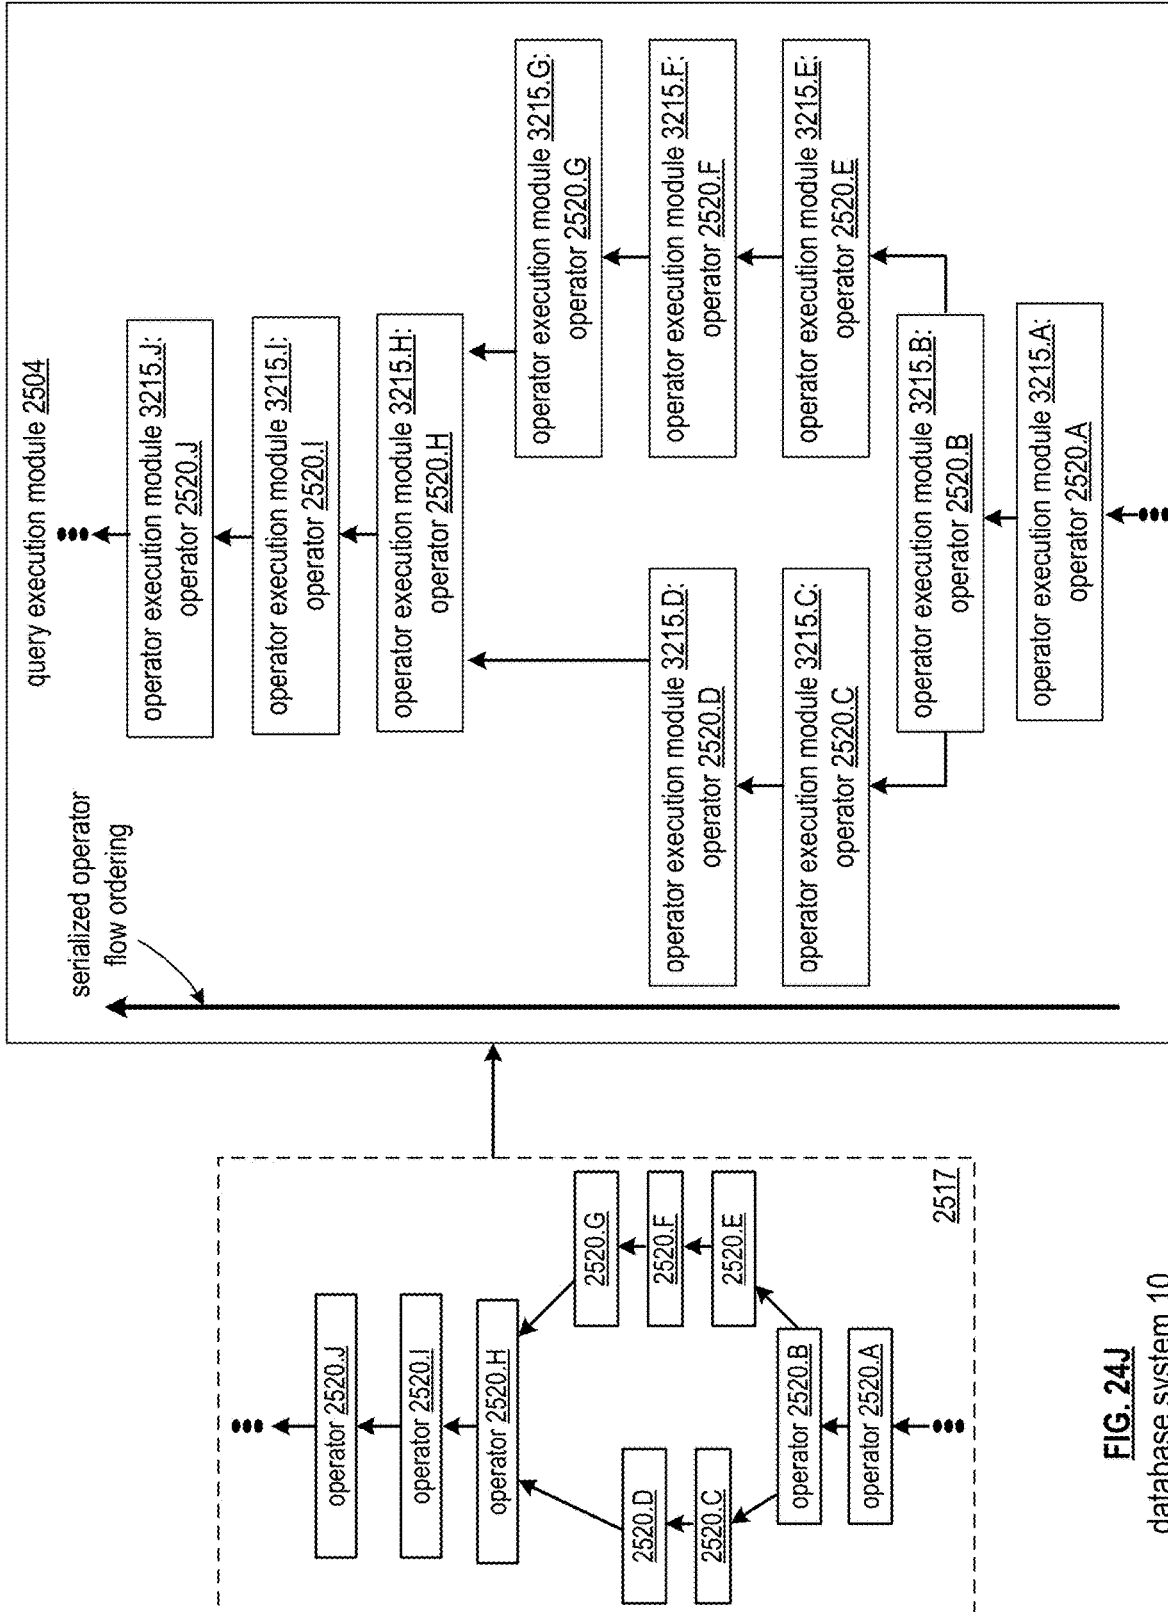 query execution module 2504
serialized operator
flow ordering
operator execution module 3215.J:
operator 2520.J
operator execution module 3215.I:
operator 2520.I
operator execution module 3215.H:
operator 2520.H
operator execution module 3215.G:
operator 2520.G
operator execution module 3215.D:
operator 2520.D
operator execution module 3215.F:
operator 2520.F
operator execution module 3215.C:
operator 2520.C
operator execution module 3215.E:
operator 2520.E
operator execution module 3215.B:
operator 2520.B
operator execution module 3215.A:
operator 2520.A
operator 2520.J
operator 2520.I
operator 2520.H
2520.G
2520.D
2520.F
2520.C
2520.E
operator 2520.B
operator 2520.A
2517
FIG. 24J
database system 10